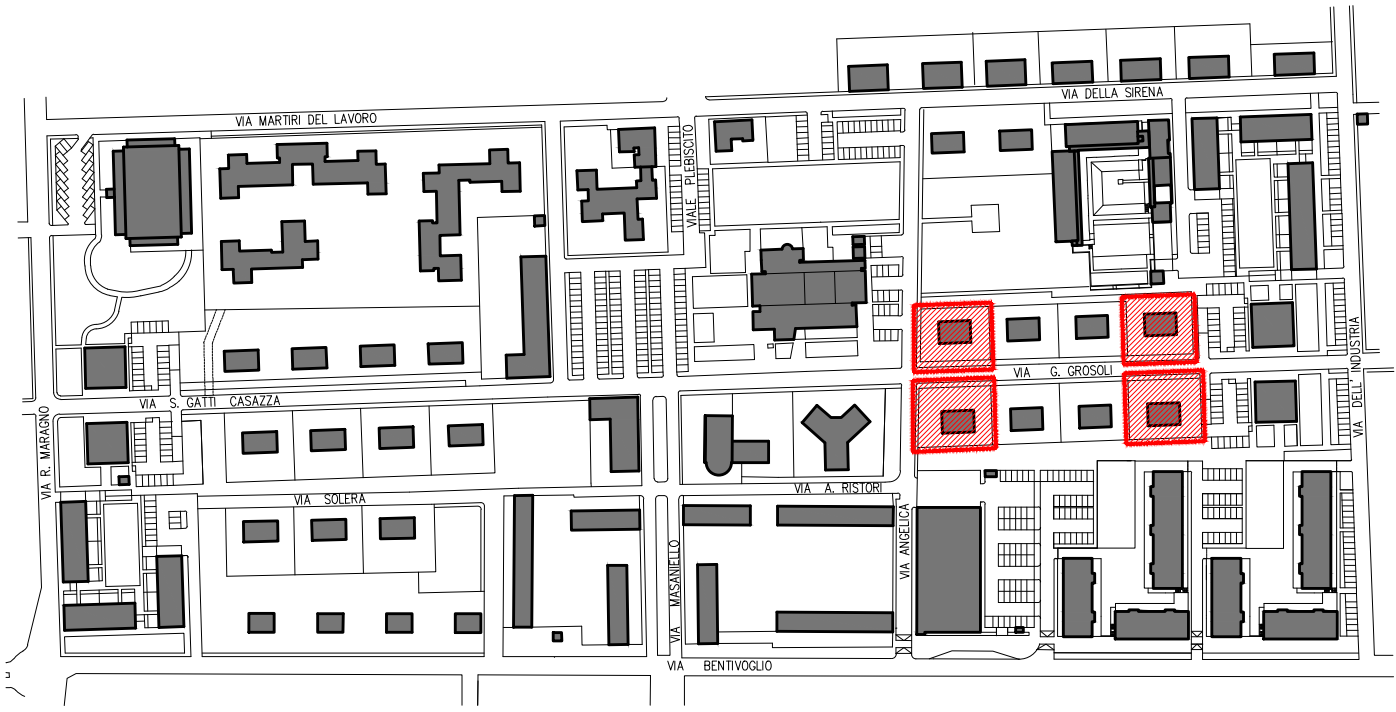 VIA DELLA SIRENA
VIA MARTIRI DEL LAVORO
VIALE PLEBISCITO
VIA G. GROSOLI
VIA DELL' INDUSTRIA
VIA S. GATTI CASAZZA
VIA R. MARAGNO
VIA A. RISTORI
VIA SOLERA
VIA ANGELICA
VIA MASANIELLO
VIA BENTIVOGLIO